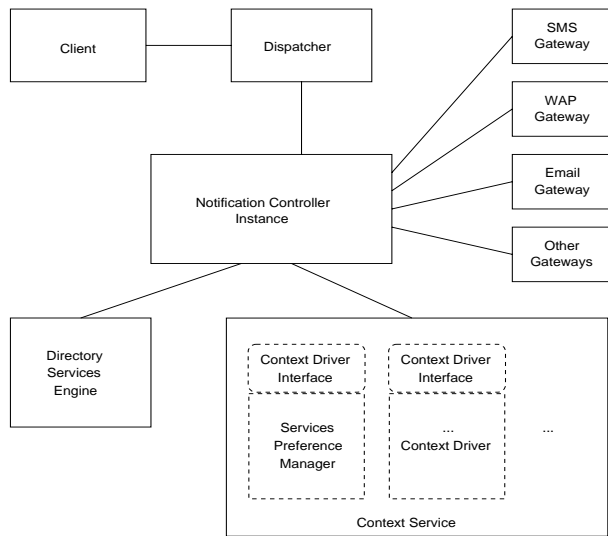 Client
Dispatcher
SMS
Gateway
WAP
Gateway
Notification Controller
Instance
Email
Gateway
Other
Gateways
Directory
Services
Engine
Context Driver
Interface
Context Driver
Interface
Services
Preference
Manager
...
Context Driver
...
Context Service